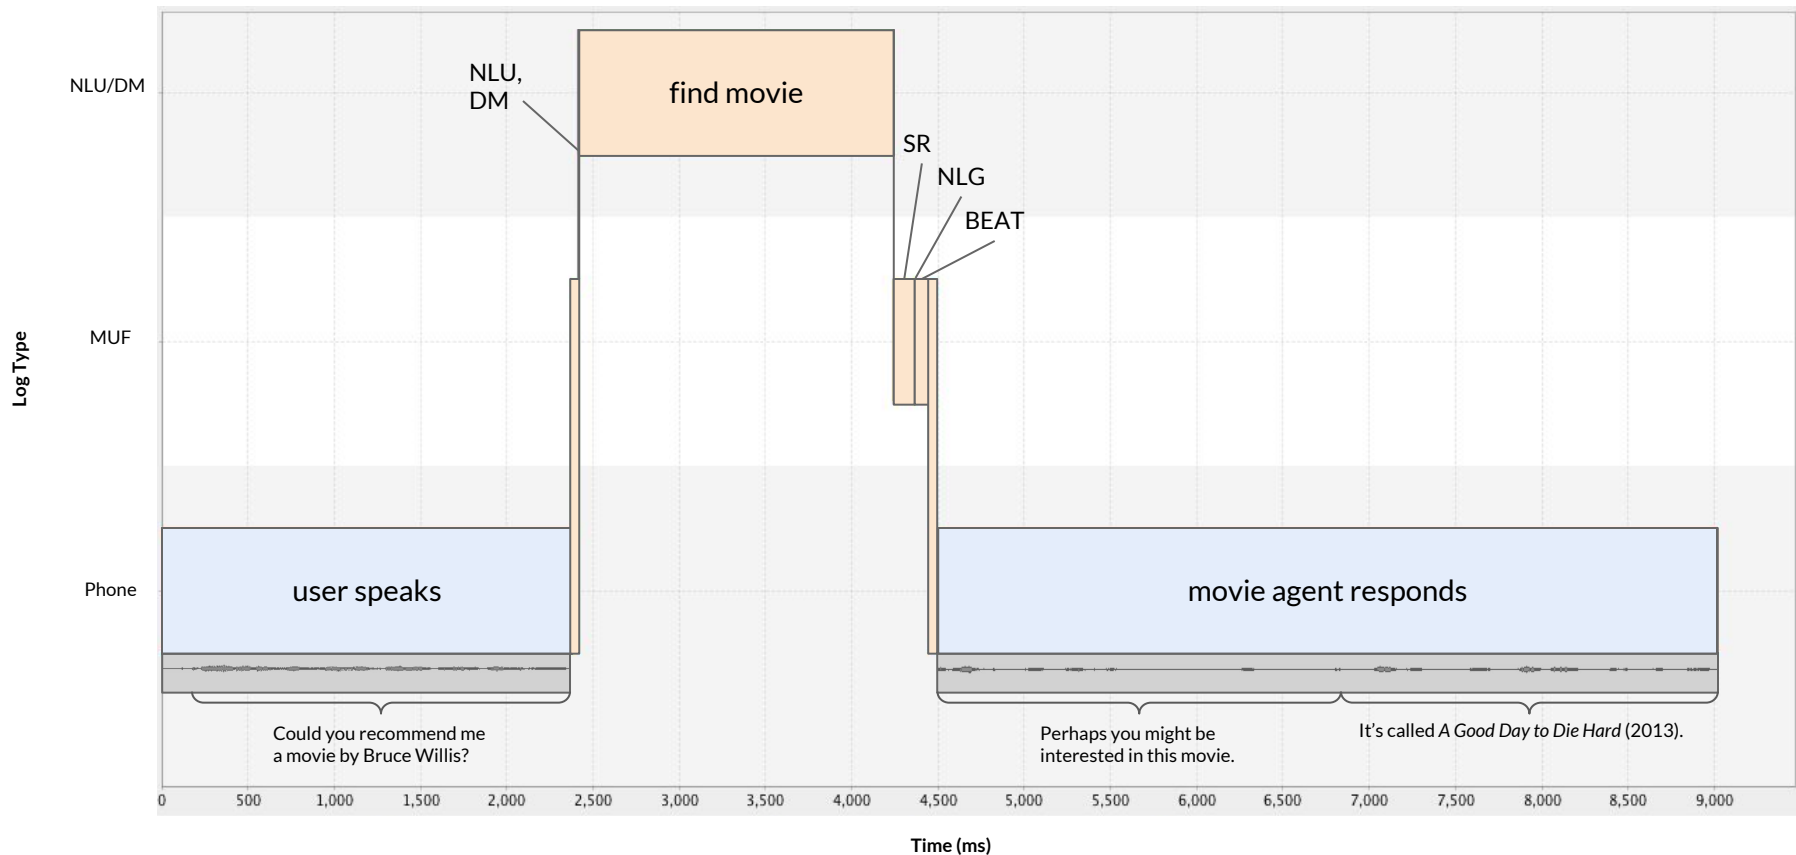 NLU/DM
NLU,
DM
find movie
SR
NLG
BEAT
MUF
Log Type
Phone
user speaks
movie agent responds
Could you recommend me
a movie by Bruce Willis?
Perhaps you might be
interested in this movie.
It's called A Good Day to Die Hard (2013).
0 500 1,000 1,500 2,000 2,500 3,000 3,500 4,000 4,500 5,000 5,500 6,000 6,500 7,000 7,500 8,000 8,500 9,000
Time (ms)